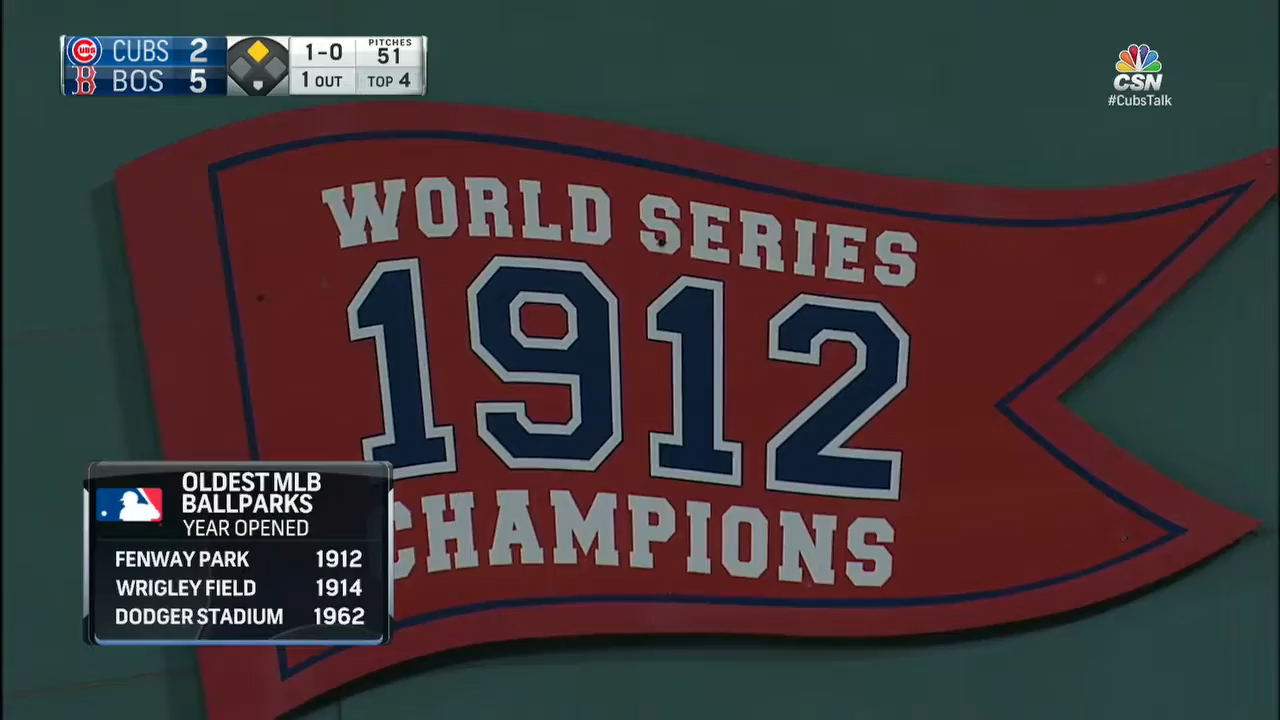 CUBS 2
BOS 5
1-0
PITCHES
51
1 OUT
TOP 4
CSN
#CubsTalk
WORLD SERIES
1912
CHAMPIONS
OLDEST MLB
BALLPARKS
YEAR OPENED
FENWAY PARK 1912
WRIGLEY FIELD 1914
DODGER STADIUM 1962